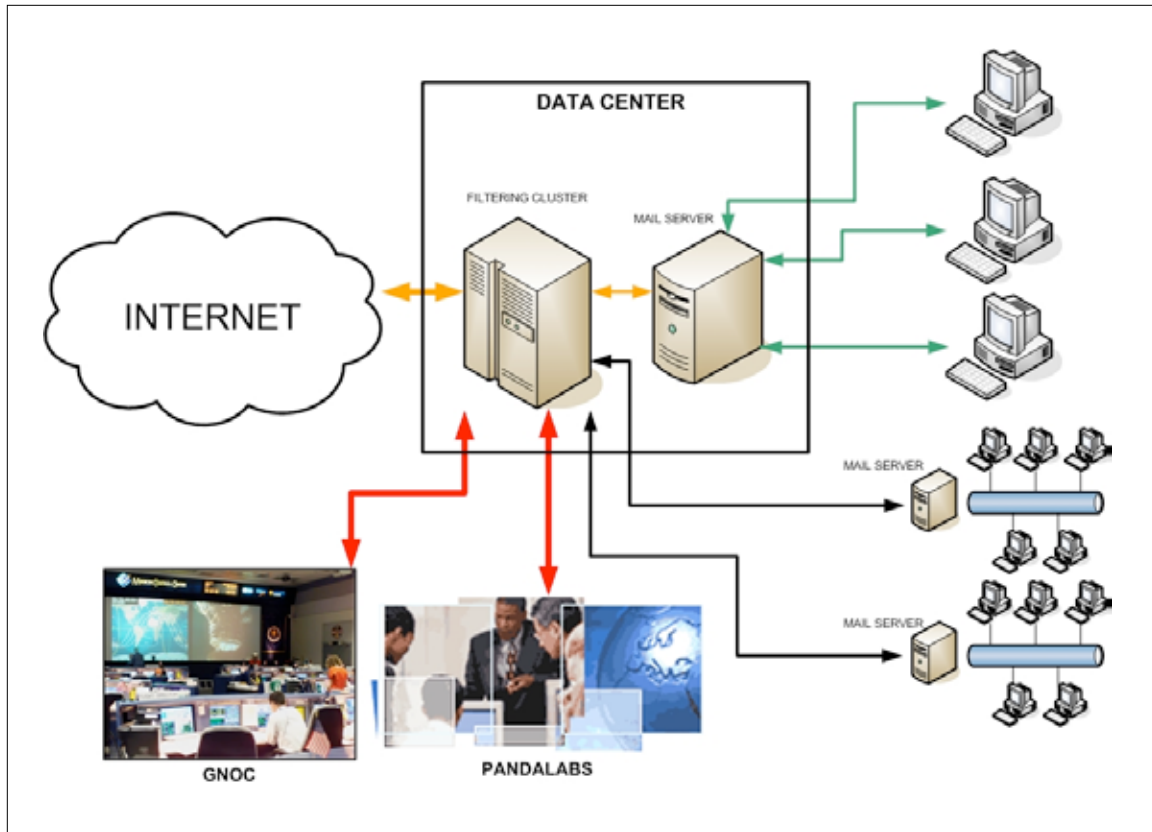 DATA CENTER
FILTERING CLUSTER
MAIL SERVER
INTERNET
MAIL SERVER
MAIL SERVER
GNOC
PANDALABS